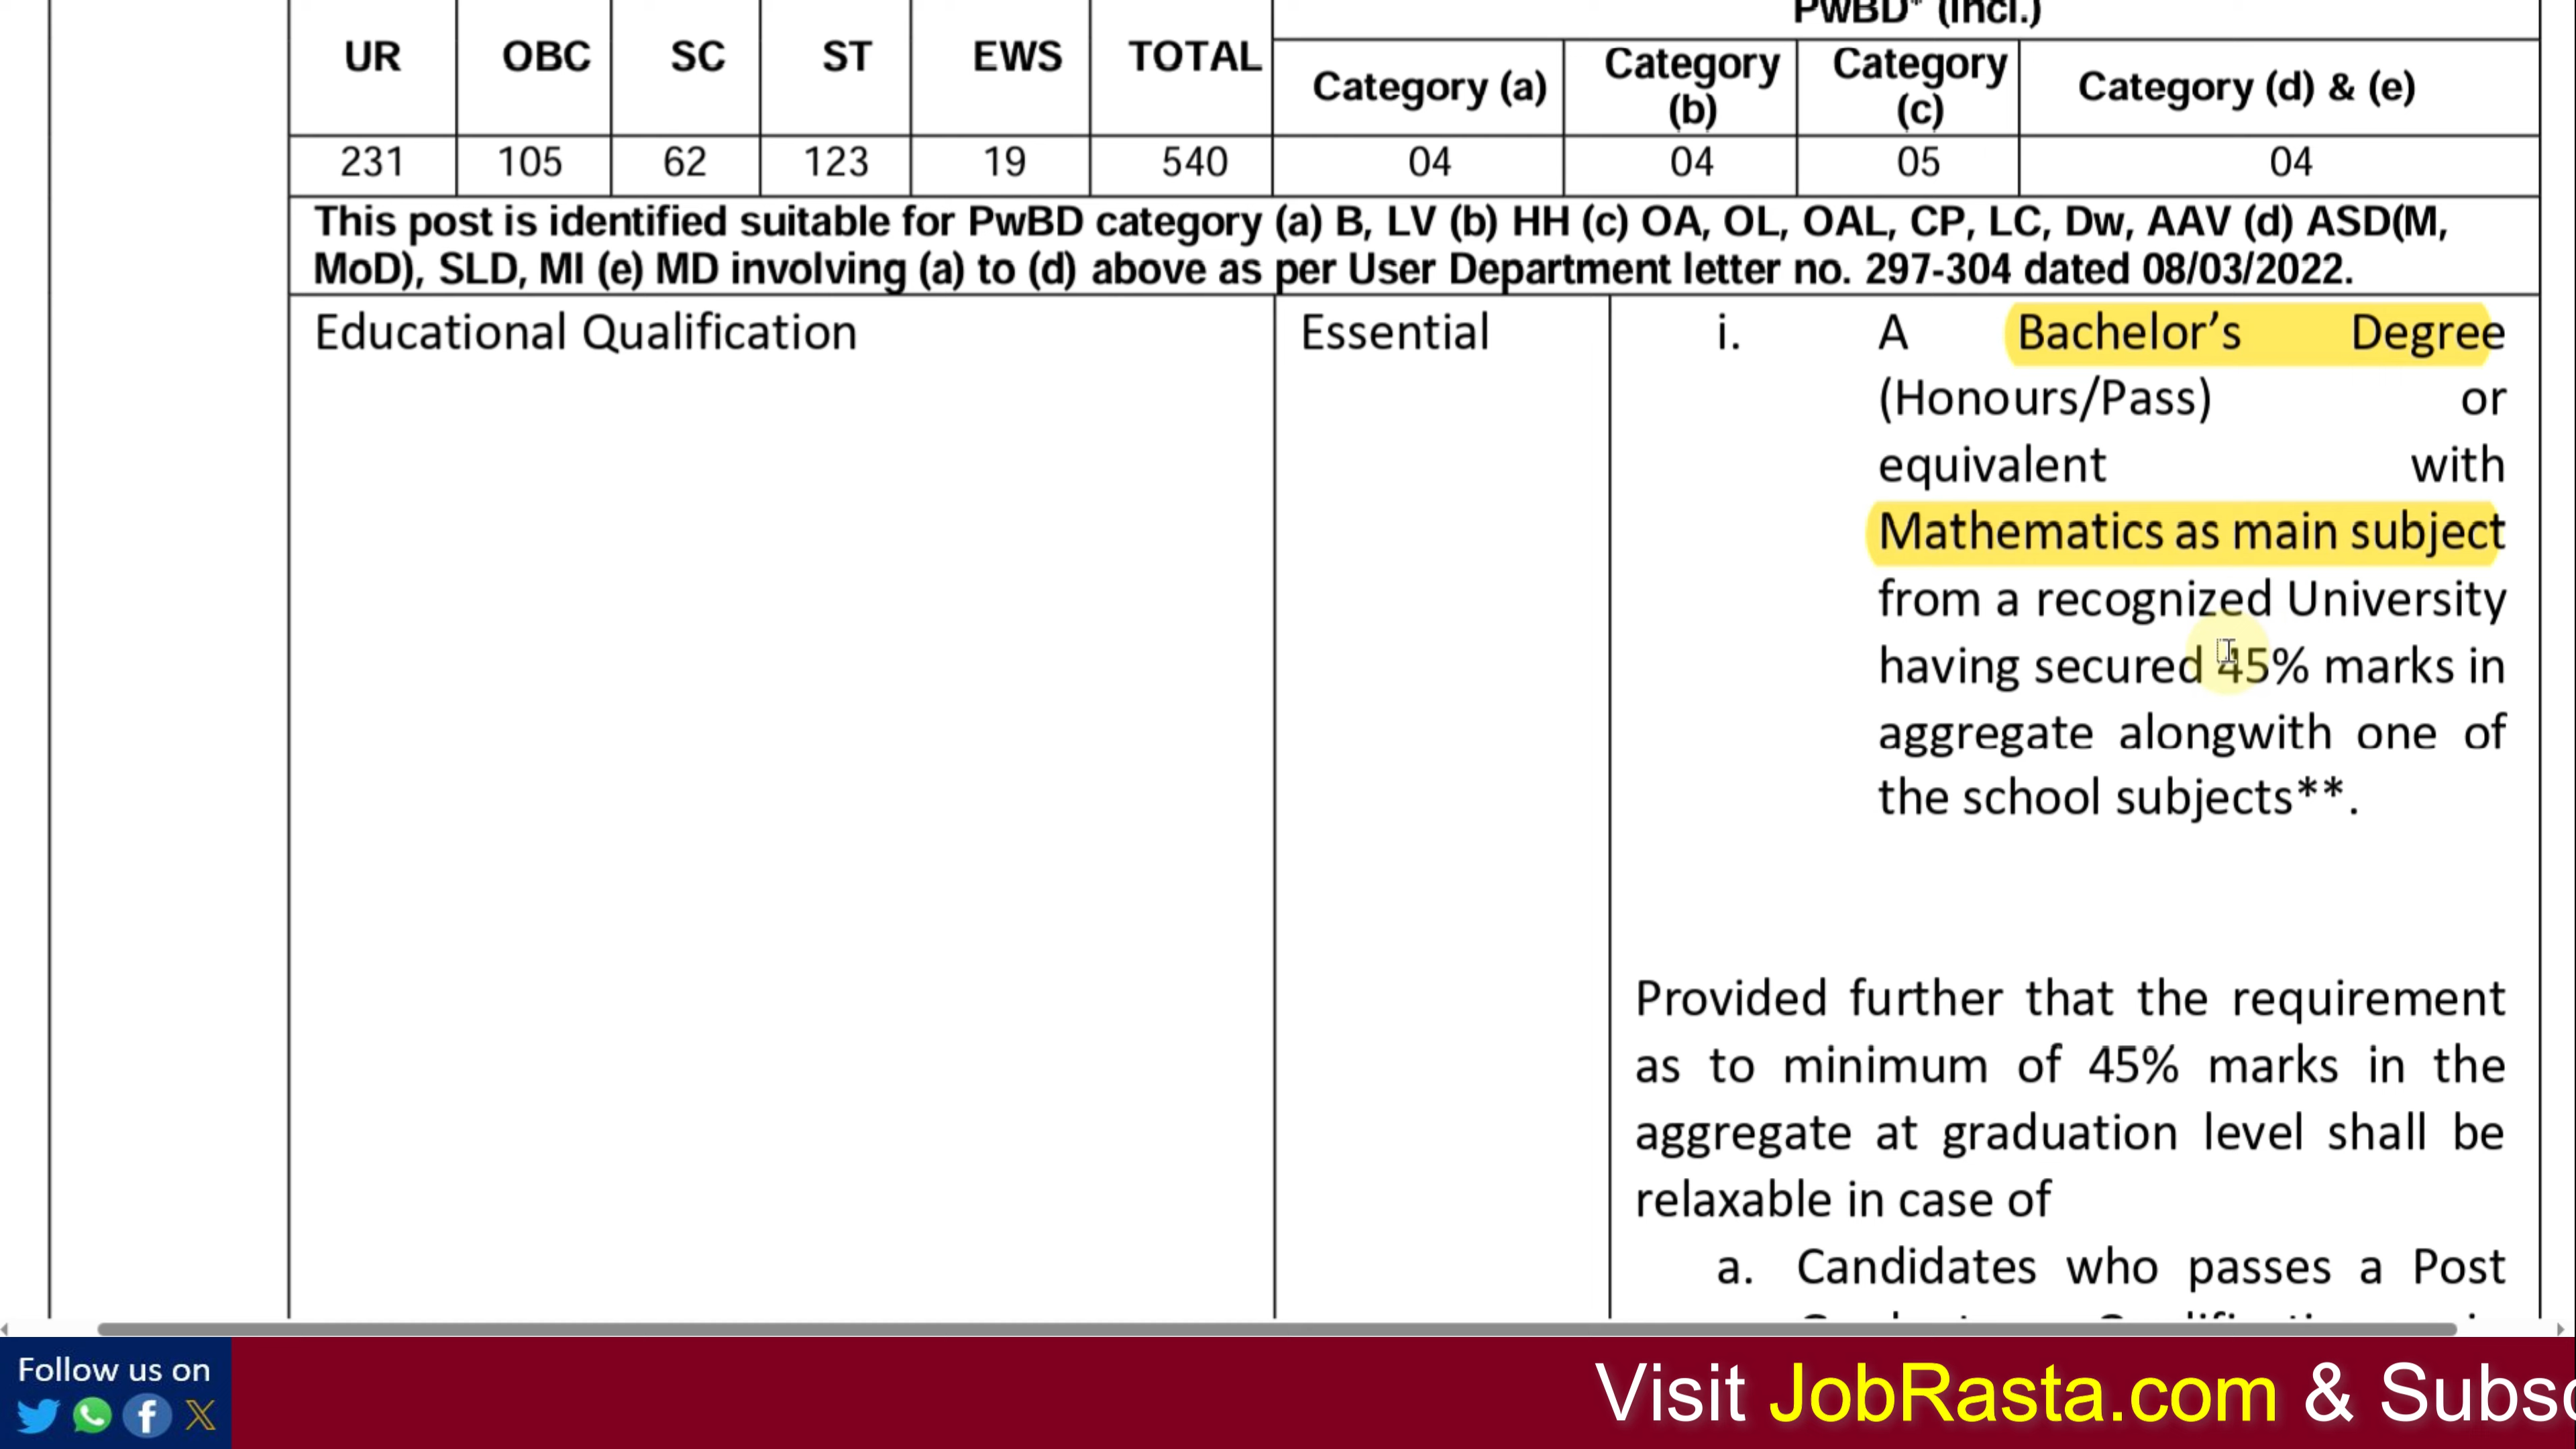 PwBD* (Incl.)
UR OBC SC ST EWS TOTAL Category (a) Category (b) Category (c) Category (d) & (e)
231 105 62 123 19 540 04 04 05 04
This post is identified suitable for PwBD category (a) B, LV (b) HH (c) OA, OL, OAL, CP, LC, Dw, AAV (d) ASD(M,
MoD), SLD, MI (e) MD involving (a) to (d) above as per User Department letter no. 297-304 dated 08/03/2022.
Educational Qualification Essential i. A Bachelor’s Degree
(Honours/Pass) or
equivalent with
Mathematics as main subject
from a recognized University
having secured 45% marks in
aggregate alongwith one of
the school subjects**.
Provided further that the requirement
as to minimum of 45% marks in the
aggregate at graduation level shall be
relaxable in case of
a. Candidates who passes a Post
Follow us on
Visit JobRasta.com & Subsc